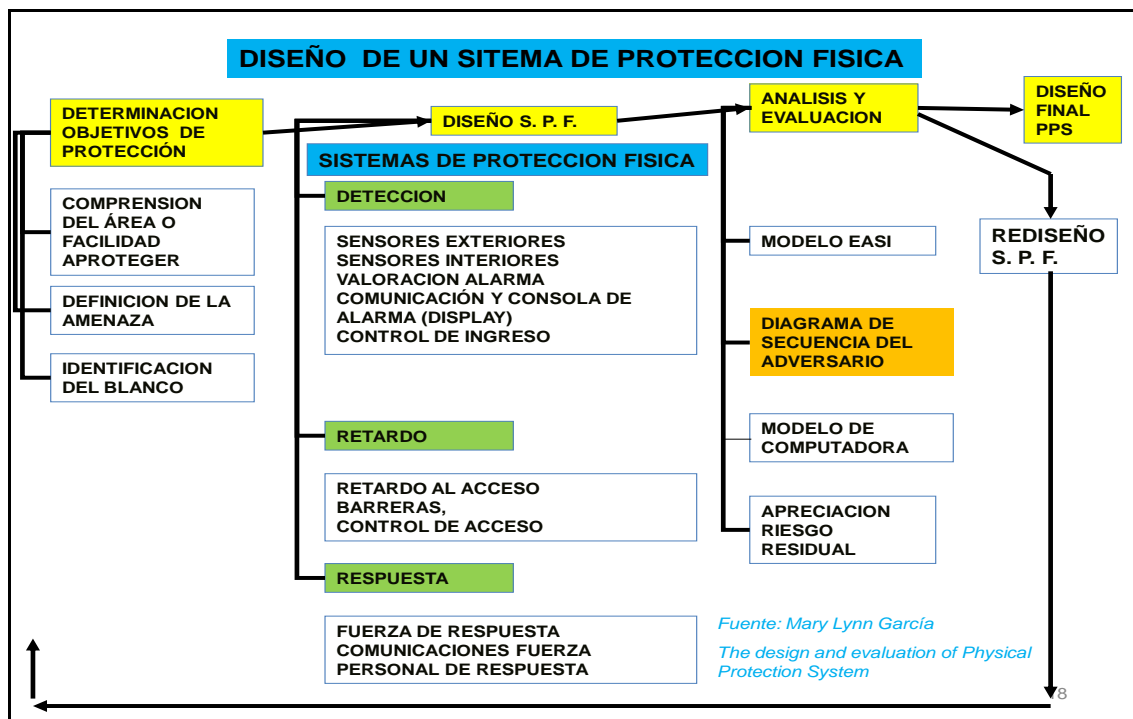 DISEÑO DE UN SITEMA DE PROTECCION FISICA
DETERMINACION
OBJETIVOS DE
PROTECCIÓN
COMPRENSION
DEL ÁREA O
FACILIDAD
APROTEGER
DEFINICION DE LA
AMENAZA
IDENTIFICACION
DEL BLANCO
DISEÑO S. P. F.
SISTEMAS DE PROTECCION FISICA
DETECCION
SENSORES EXTERIORES
SENSORES INTERIORES
VALORACION ALARMA
COMUNICACIÓN Y CONSOLA DE
ALARMA (DISPLAY)
CONTROL DE INGRESO
RETARDO
RETARDO AL ACCESO
BARRERAS,
CONTROL DE ACCESO
RESPUESTA
FUERZA DE RESPUESTA
COMUNICACIONES FUERZA
PERSONAL DE RESPUESTA
ANALISIS Y
EVALUACION
MODELO EASI
DIAGRAMA DE
SECUENCIA DEL
ADVERSARIO
MODELO DE
COMPUTADORA
APRECIACION
RIESGO
RESIDUAL
DISEÑO
FINAL
PPS
REDISEÑO
S. P. F.
Fuente: Mary Lynn García
The design and evaluation of Physical
Protection System